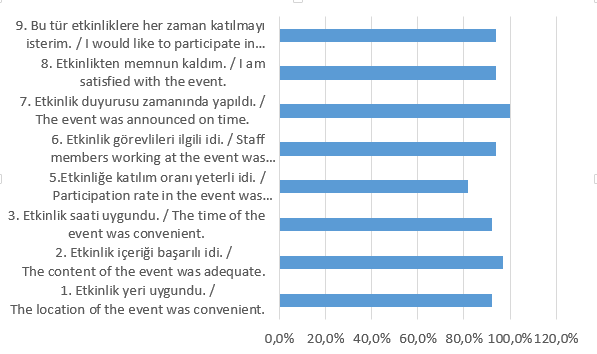 9. Bu tür etkinliklere her zaman katılmayı
isterim. / I would like to participate in…
8. Etkinlikten memnun kaldım. / I am
satisfied with the event.
7. Etkinlik duyurusu zamanında yapıldı. /
The event was announced on time.
6. Etkinlik görevlileri ilgili idi. / Staff
members working at the event was…
5.Etkinliğe katılım oranı yeterli idi. /
Participation rate in the event was…
3. Etkinlik saati uygundu. / The time of the
event was convenient.
2. Etkinlik içeriği başarılı idi. /
The content of the event was adequate.
1. Etkinlik yeri uygundu. /
The location of the event was convenient.
0,0% 20,0% 40,0% 60,0% 80,0% 100,0% 120,0%